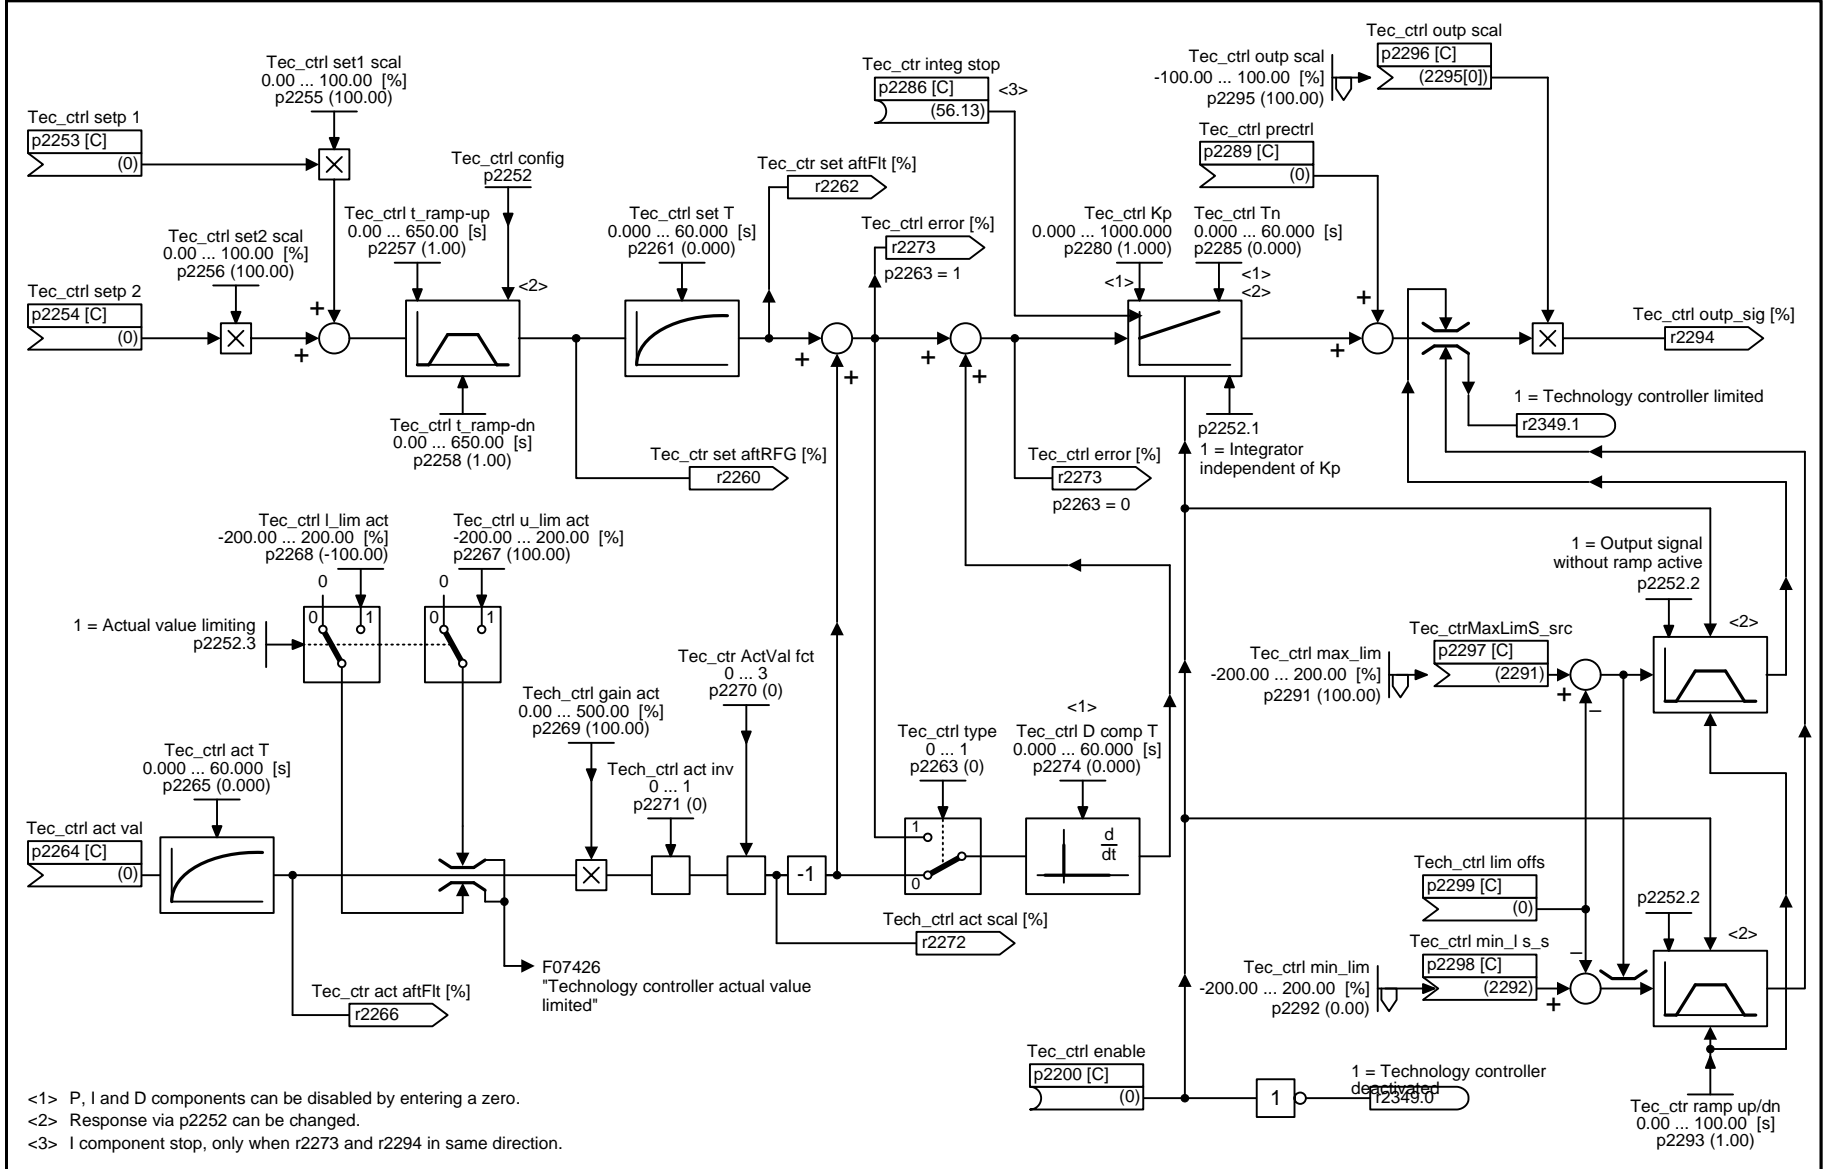 Tec_ctrl set1 scal
0.00 ... 100.00 [%]
p2255 (100.00)
Tec_ctrl setp 1
p2253 [C]
(0)
Tec_ctrl config
p2252
Tec_ctrl set2 scal
0.00 ... 100.00 [%]
p2256 (100.00)
Tec_ctrl setp 2
p2254 [C]
(0)
+
+
Tec_ctrl t_ramp-up
0.00 ... 650.00 [s]
p2257 (1.00)
<2>
Tec_ctrl t_ramp-dn
0.00 ... 650.00 [s]
p2258 (1.00)
Tec_ctrl set T
0.000 ... 60.000 [s]
p2261 (0.000)
Tec_ctr set aftFlt [%]
r2262
Tec_ctr integ stop
p2286 [C]
(56.13)
<3>
Tec_ctrl error [%]
r2273
p2263 = 1
+
+
+
+
Tec_ctr set aftRFG [%]
r2260
Tec_ctrl error [%]
r2273
p2263 = 0
Tec_ctrl outp scal
-100.00 ... 100.00 [%]
p2295 (100.00)
Tec_ctrl outp scal
p2296 [C]
(2295[0])
Tec_ctrl prectrl
p2289 [C]
(0)
Tec_ctrl Kp
0.000 ... 1000.000
p2280 (1.000)
<1>
Tec_ctrl Tn
0.000 ... 60.000 [s]
p2285 (0.000)
<1>
<2>
+
+
Tec_ctrl outp_sig [%]
r2294
p2252.1
1 = Integrator
independent of Kp
1 = Technology controller limited
r2349.1
Tec_ctrl l_lim act
-200.00 ... 200.00 [%]
p2268 (-100.00)
Tec_ctrl u_lim act
-200.00 ... 200.00 [%]
p2267 (100.00)
0
0
0
1
0
1
1 = Actual value limiting
p2252.3
Tec_ctr ActVal fct
0 ... 3
p2270 (0)
Tech_ctrl gain act
0.00 ... 500.00 [%]
p2269 (100.00)
Tech_ctrl act inv
0 ... 1
p2271 (0)
Tec_ctrl act T
0.000 ... 60.000 [s]
p2265 (0.000)
Tec_ctrl act val
p2264 [C]
(0)
-1
Tec_ctrl type
0 ... 1
p2263 (0)
1
0
<1>
Tec_ctrl D comp T
0.000 ... 60.000 [s]
p2274 (0.000)
d
dt
Tech_ctrl act scal [%]
r2272
F07426
"Technology controller actual value
limited"
Tec_ctr act aftFlt [%]
r2266
1 = Output signal
without ramp active
p2252.2
<2>
Tec_ctrMaxLimS_src
p2297 [C]
(2291)
Tec_ctrl max_lim
-200.00 ... 200.00 [%]
p2291 (100.00)
+
–
Tech_ctrl lim offs
p2299 [C]
(0)
p2252.2
<2>
Tec_ctrl min_l s_s
p2298 [C]
(2292)
Tec_ctrl min_lim
-200.00 ... 200.00 [%]
p2292 (0.00)
–
+
Tec_ctrl enable
p2200 [C]
(0)
1
1 = Technology controller
deactivated
r2349.0
Tec_ctr ramp up/dn
0.00 ... 100.00 [s]
p2293 (1.00)
<1> P, I and D components can be disabled by entering a zero.
<2> Response via p2252 can be changed.
<3> I component stop, only when r2273 and r2294 in same direction.